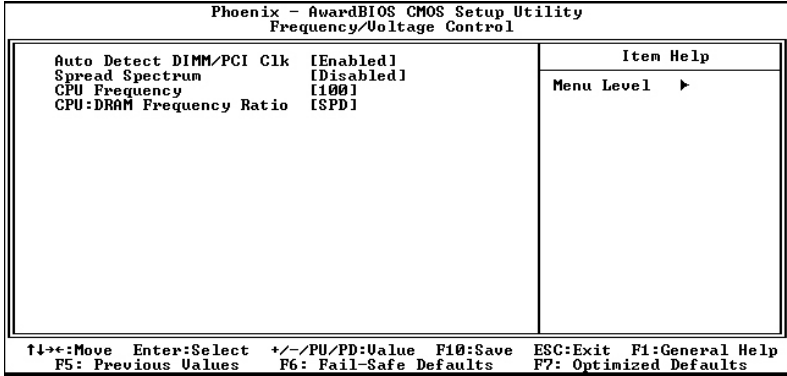 Phoenix - AwardBIOS CMOS Setup Utility
Frequency/Voltage Control
Auto Detect DIMM/PCI Clk [Enabled]
Spread Spectrum [Disabled]
CPU Frequency [100]
CPU:DRAM Frequency Ratio [SPD]
Item Help
Menu Level ►
↑↓→←:Move Enter:Select +/-/PU/PD:Value F10:Save ESC:Exit F1:General Help
F5: Previous Values F6: Fail-Safe Defaults F7: Optimized Defaults